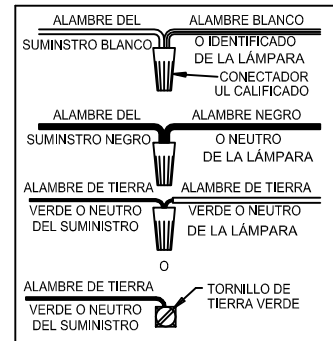 ALAMBRE DEL
SUMINSTRO BLANCO
ALAMBRE BLANCO
O IDENTIFICADO
DE LA LÁMPARA
CONECTADOR
UL CALIFICADO
ALAMBRE DEL
SUMINSTRO NEGRO
ALAMBRE NEGRO
O NEUTRO
DE LA LÁMPARA
ALAMBRE DE TIERRA
VERDE O NEUTRO
DEL SUMINISTRO
ALAMBRE DE TIERRA
VERDE O NEUTRO
DE LA LÁMPARA
O
ALAMBRE DE TIERRA
VERDE O NEUTRO
DEL SUMINISTRO
TORNILLO DE
TIERRA VERDE